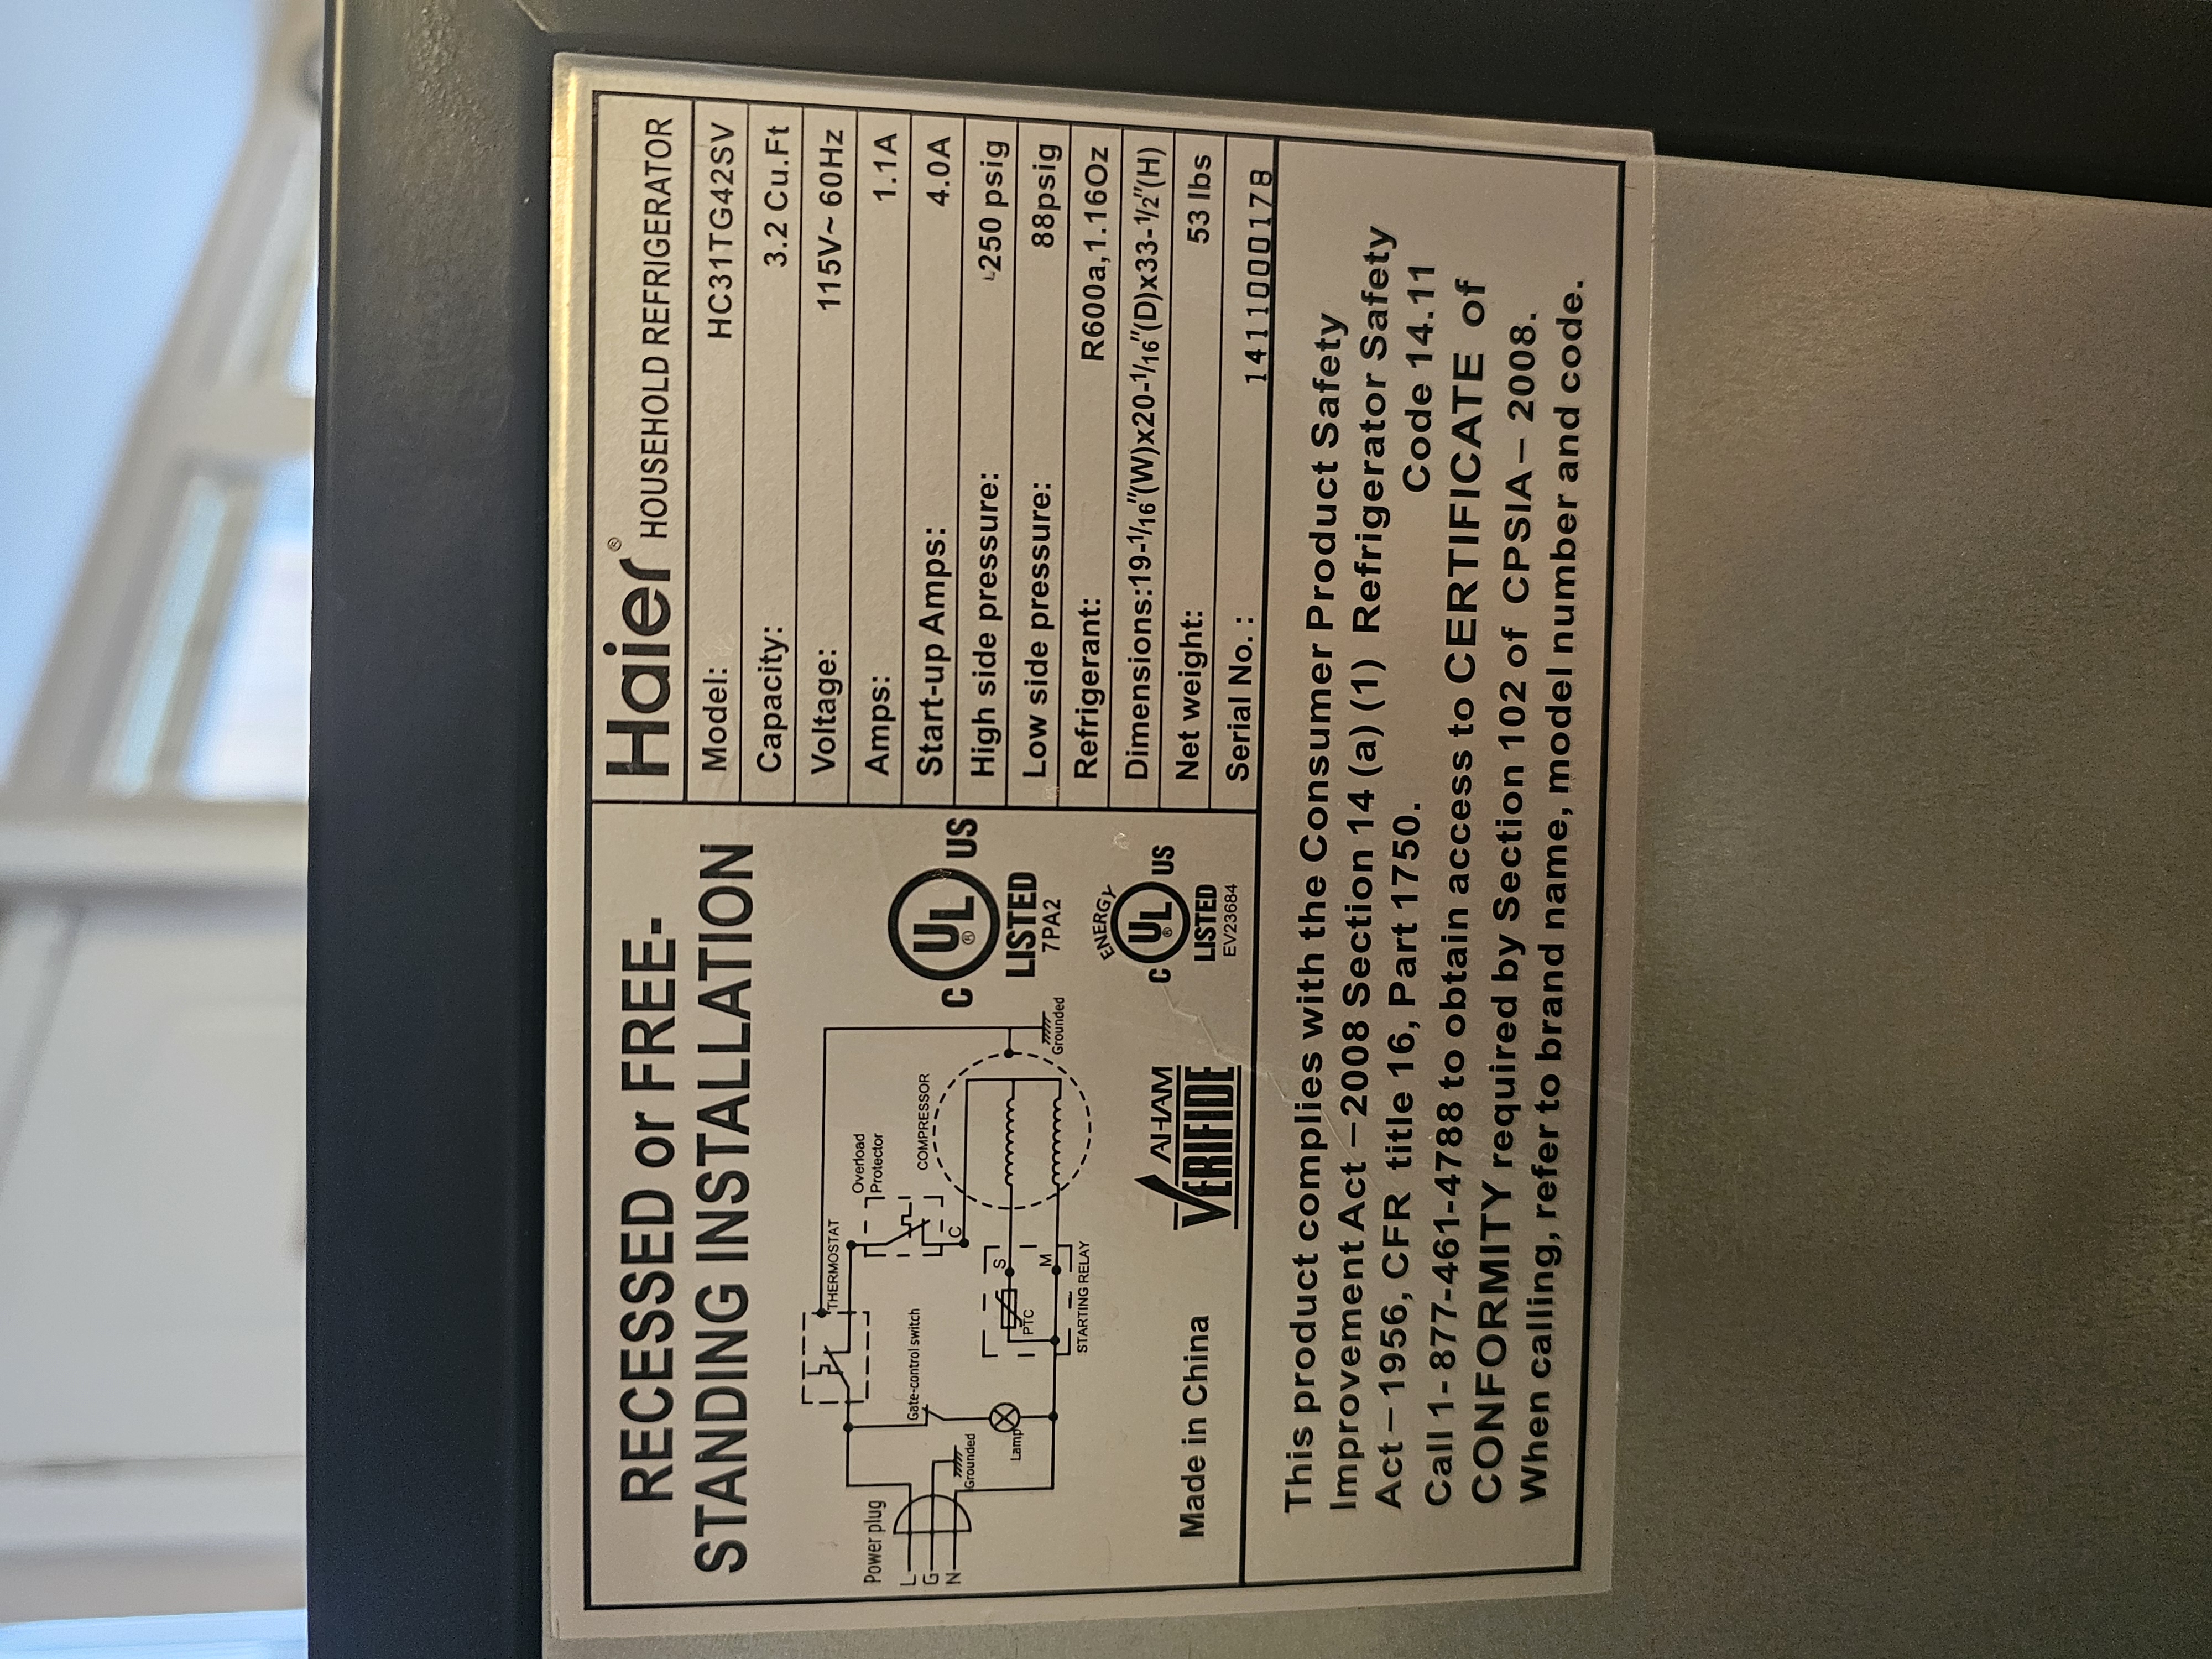 RECESSED or FREE-
STANDING INSTALLATION
Power plug
L
G
N
Grounded
Gate-control switch
Lamp
THERMOSTAT
Overload
Protector
C
COMPRESSOR
S
M
PTC
STARTING RELAY
Grounded
C UL® US
LISTED
7PA2
ENERGY
C UL® US
LISTED
EV23684
AHAM
VERIFIDE
Made in China
Haier® HOUSEHOLD REFRIGERATOR
Model: HC31TG42SV
Capacity: 3.2 Cu.Ft
Voltage: 115V~ 60Hz
Amps: 1.1A
Start-up Amps: 4.0A
High side pressure: 250 psig
Low side pressure: 88psig
Refrigerant: R600a,1.16Oz
Dimensions:19-1/16"(W)x20-1/16"(D)x33-1/2"(H)
Net weight: 53 lbs
Serial No.: 1411000178
This product complies with the Consumer Product Safety
Improvement Act – 2008 Section 14 (a) (1) Refrigerator Safety
Act – 1956, CFR title 16, Part 1750. Code 14.11
Call 1- 877-461-4788 to obtain access to CERTIFICATE of
CONFORMITY required by Section 102 of CPSIA – 2008.
When calling, refer to brand name, model number and code.